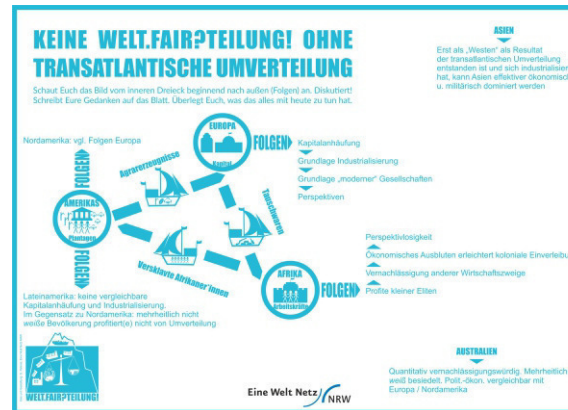 KEINE WELT.FAIR?TEILUNG! OHNE
TRANSATLANTISCHE UMVERTEILUNG
Schaut Euch das Bild vom inneren Dreieck beginnend nach außen (Folgen) an. Diskutiert!
Schreibt Eure Gedanken auf das Blatt. Überlegt Euch, was das alles mit heute zu tun hat.
ASIEN
Erst als „Westen" als Resultat
der transatlantischen Umverteilung
entstanden ist und sich industrialisiert
hat, kann Asien effektiver ökonomisch
u. militärisch dominiert werden
EUROPA
Kapital
FOLGEN
Kapitalanhäufung
Grundlage Industrialisierung
Grundlage „moderner" Gesellschaften
Perspektiven
Nordamerika: vgl. Folgen Europa
FOLGEN
Agrarerzeugnisse
Tauschwaren
AMERIKAS
Plantagen
Versklavte Afrikaner*innen
FOLGEN
Lateinamerika: keine vergleichbare
Kapitalanhäufung und Industrialisierung.
Im Gegensatz zu Nordamerika: mehrheitlich nicht
weiße Bevölkerung profitiert(e) nicht von Umverteilung
AFRIKA
Arbeitskräfte
FOLGEN
Perspektivlosigkeit
Ökonomisches Ausbluten erleichtert koloniale Einverleibu
Vernachlässigung anderer Wirtschaftszweige
Profite kleiner Eliten
AUSTRALIEN
Quantitativ vernachlässigungswürdig. Mehrheitlich
weiß besiedelt. Polit.-ökon. vergleichbar mit
Europa / Nordamerika
WELT.FAIR?TEILUNG!
Eine Welt Netz NRW